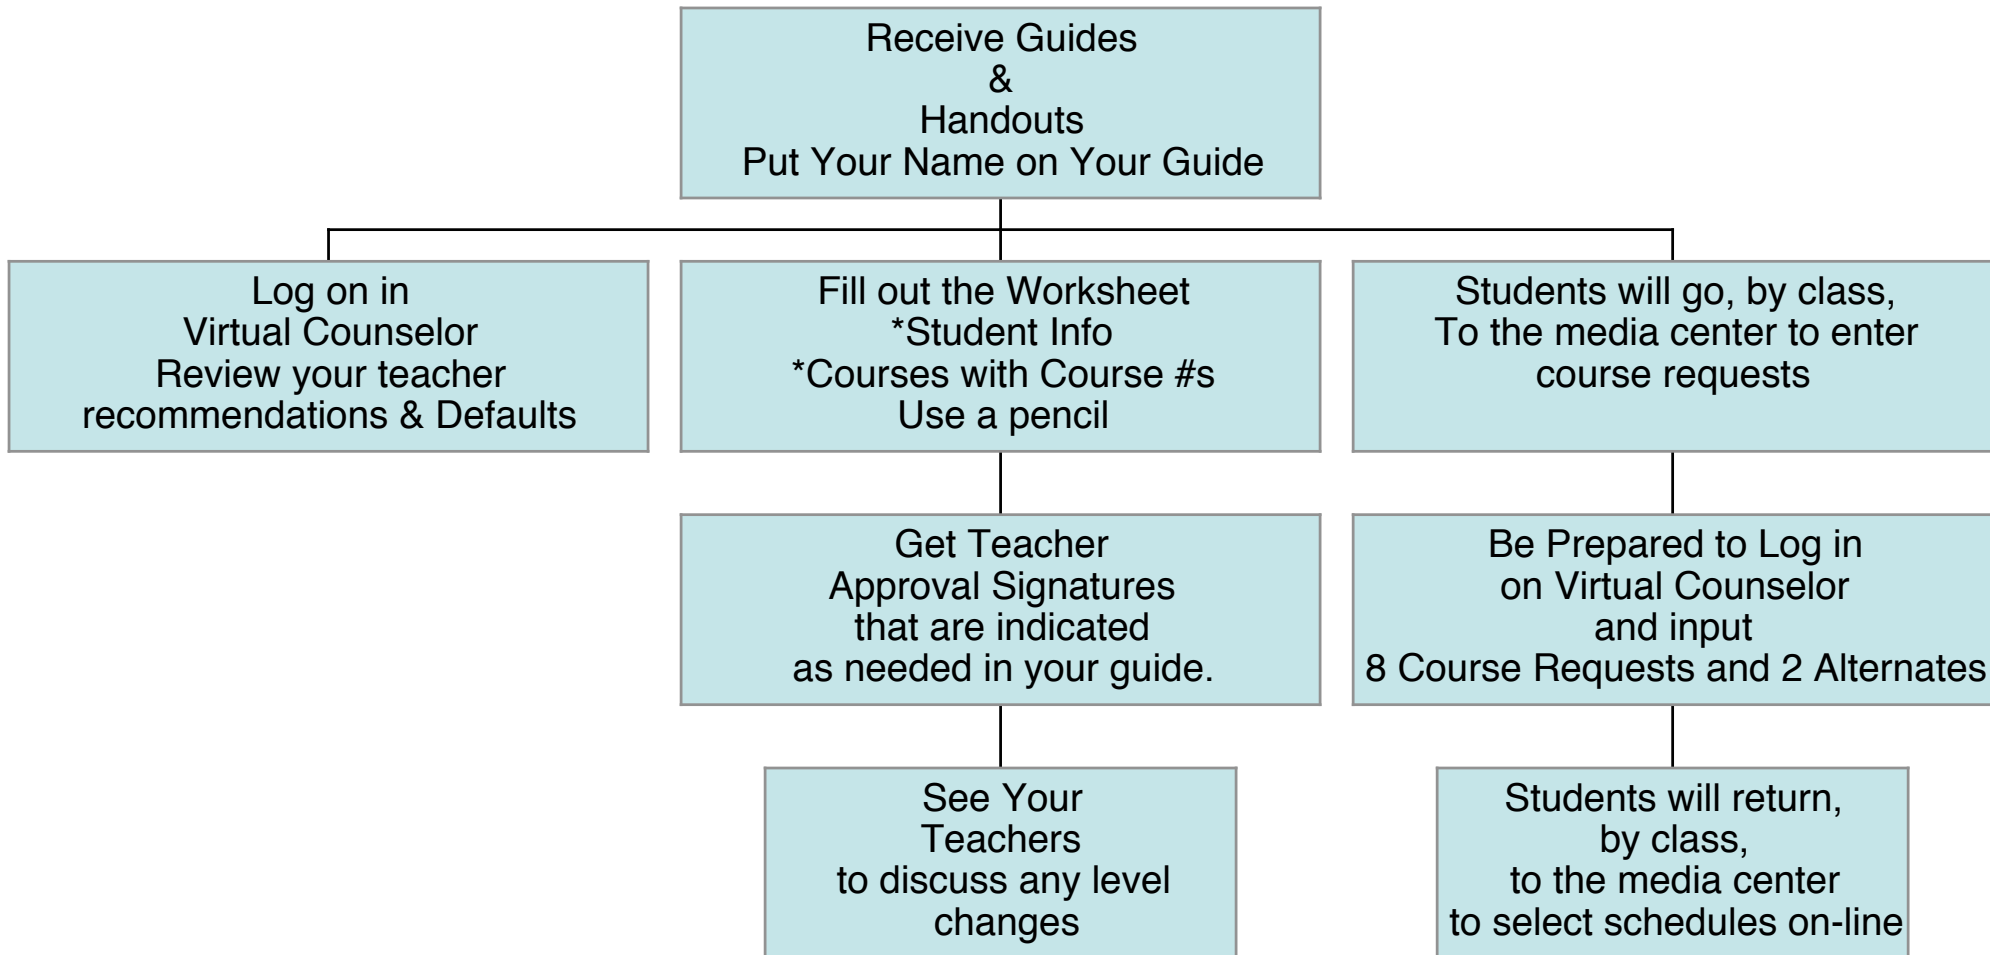 Receive Guides
&
Handouts
Put Your Name on Your Guide
Log on in
Virtual Counselor
Review your teacher
recommendations & Defaults
Fill out the Worksheet
*Student Info
*Courses with Course #s
Use a pencil
Students will go, by class,
To the media center to enter
course requests
Get Teacher
Approval Signatures
that are indicated
as needed in your guide.
Be Prepared to Log in
on Virtual Counselor
and input
8 Course Requests and 2 Alternates
See Your
Teachers
to discuss any level
changes
Students will return,
by class,
to the media center
to select schedules on-line